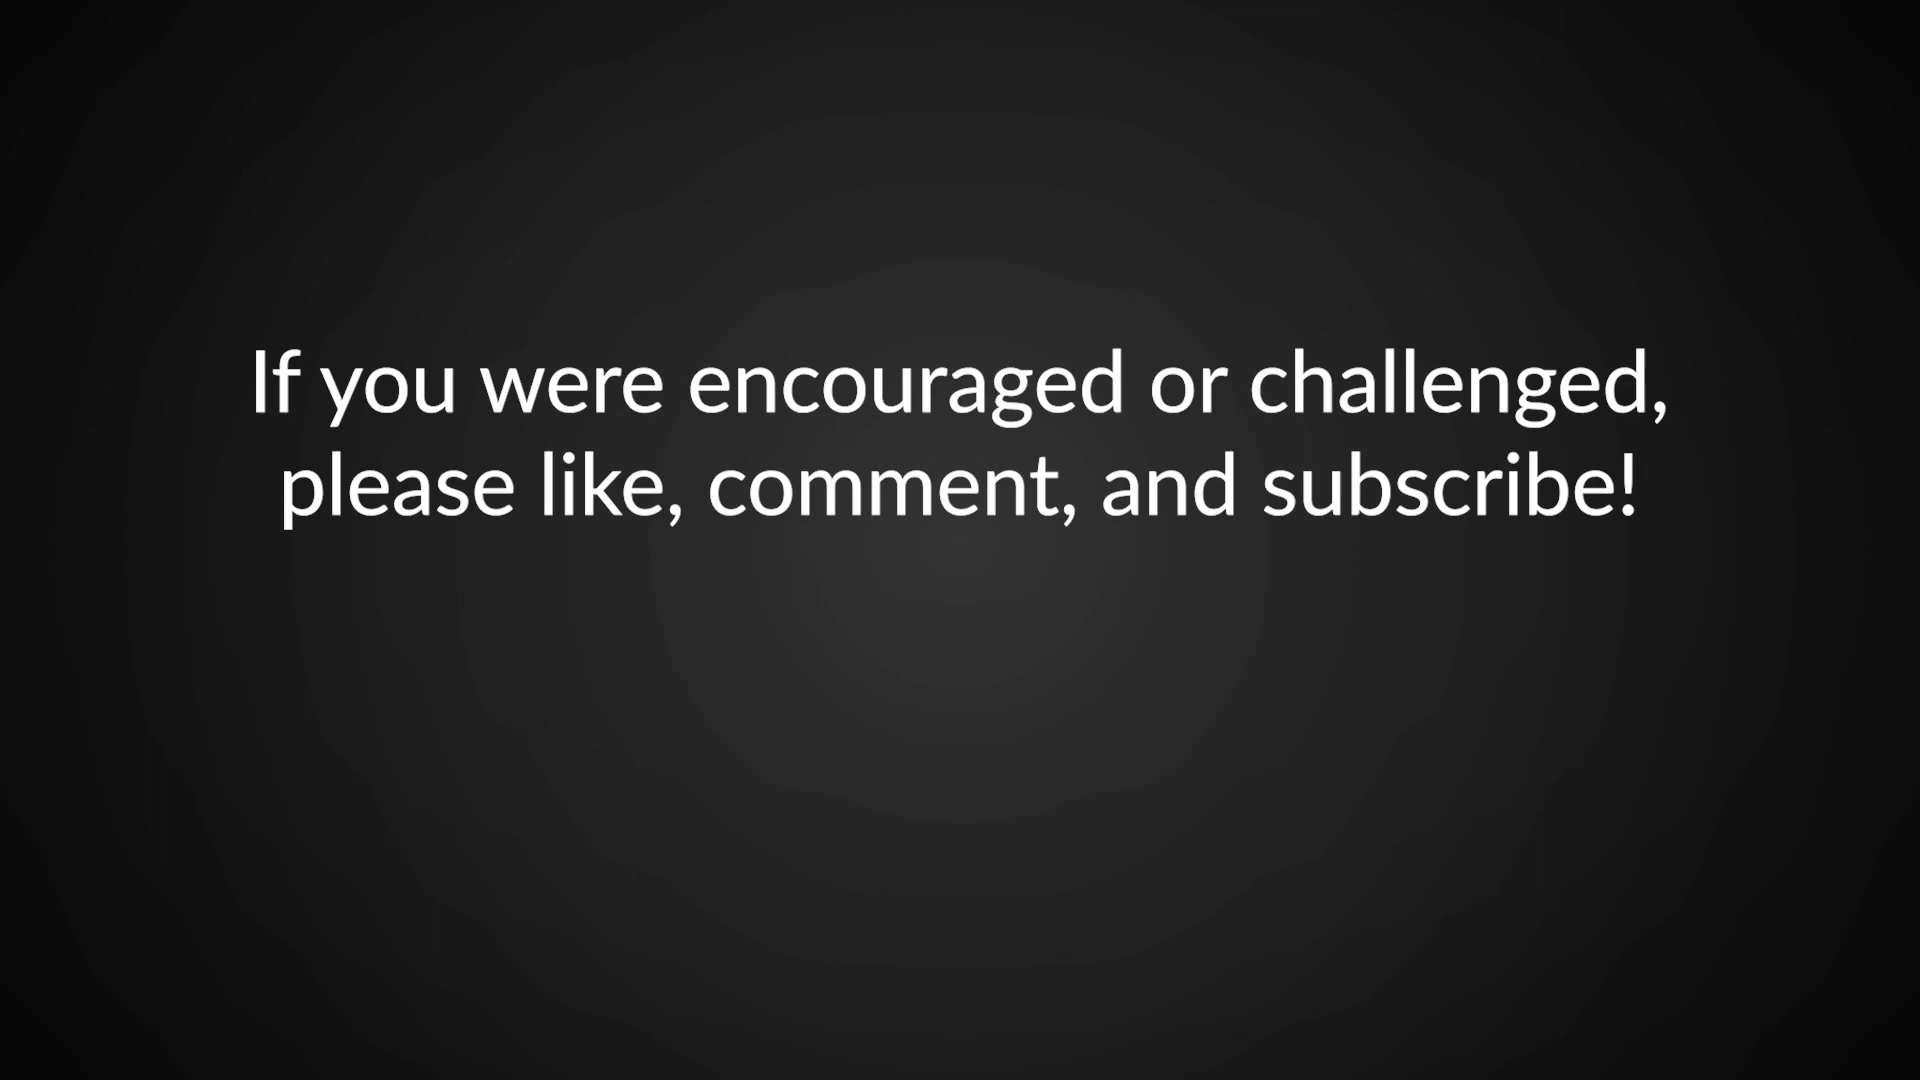 If you were encouraged or challenged,
please like, comment, and subscribe!